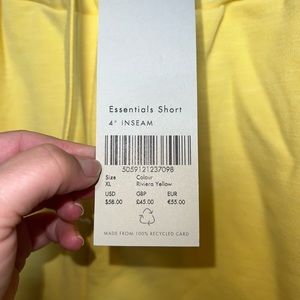 Essentials Short
4" INSEAM
5059121237098
Size Colour
XL Riviera Yellow
USD GBP EUR
$58.00 £45.00 €55.00
MADE FROM 100% RECYCLED CARD